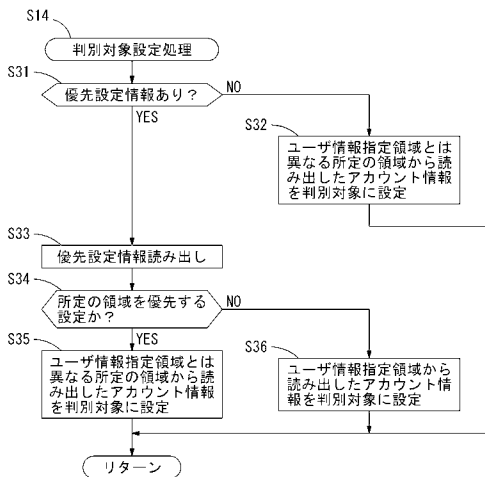 S14
判別対象設定処理
S31
優先設定情報あり?
NO
YES
S32
ユーザ情報指定領域とは
異なる所定の領域から読
み出したアカウント情報
を判別対象に設定
S33
優先設定情報読み出し
S34
所定の領域を優先する
設定か?
NO
YES
S35
ユーザ情報指定領域とは
異なる所定の領域から読
み出したアカウント情報
を判別対象に設定
S36
ユーザ情報指定領域から
読み出したアカウント情
報を判別対象に設定
リターン